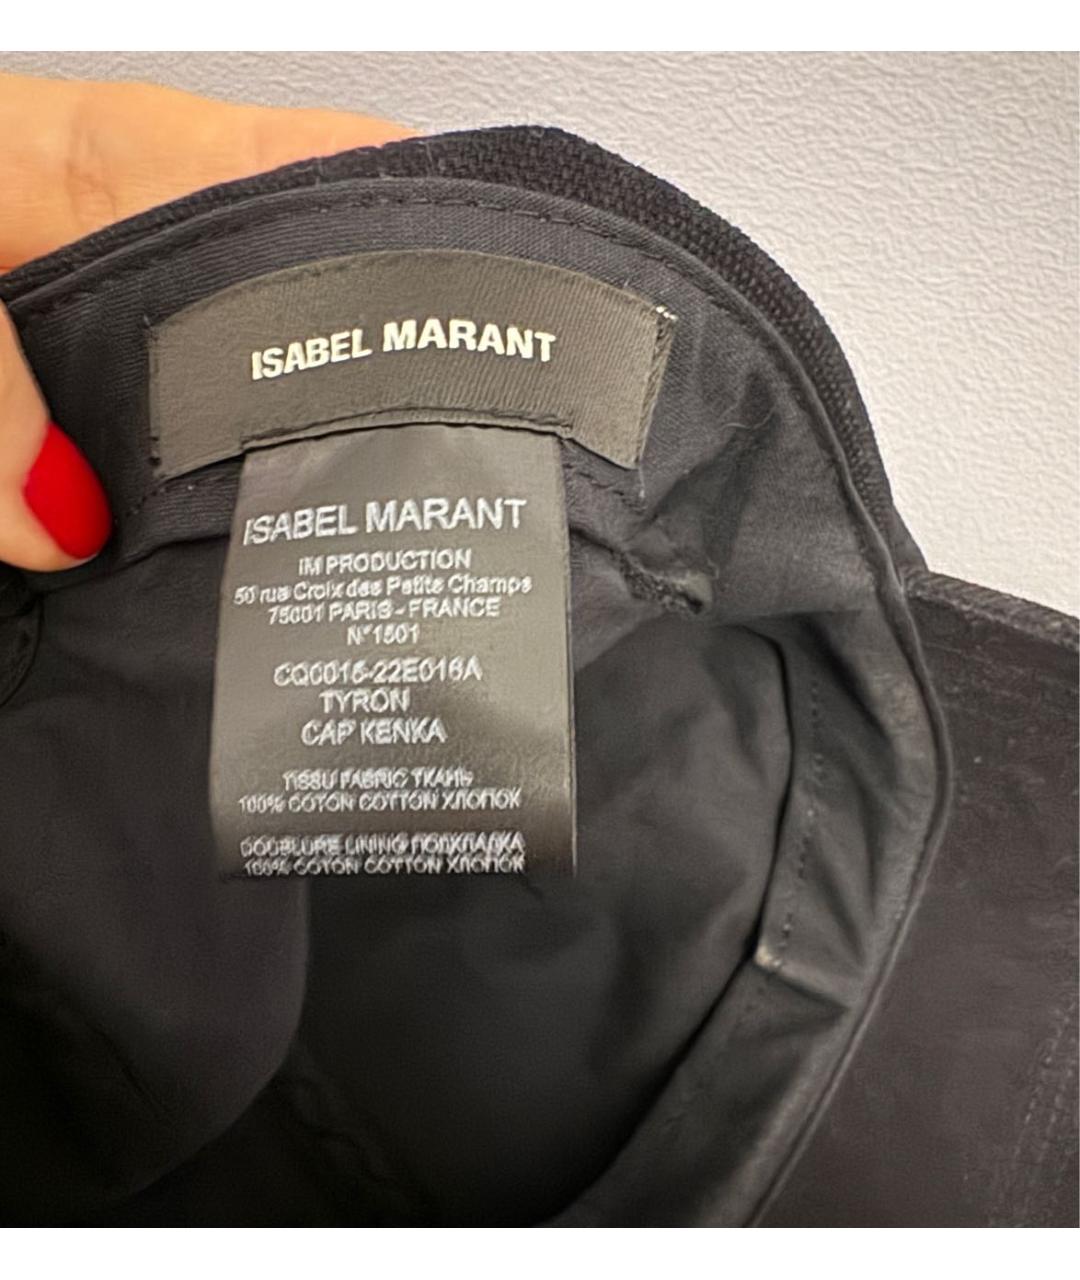 ISABEL MARANT
ISABEL MARANT
IM PRODUCTION
50 rue Croix des Petits Champs
75001 PARIS - FRANCE
N°1501
CQ0015-22E016A
TYRON
CAP KENKA
TISSU FABRIC ТКАНЬ
100% COTON COTTON ХЛОПОК
DOUBLURE LINING ПОДКЛАДКА
100% COTON COTTON ХЛОПОК